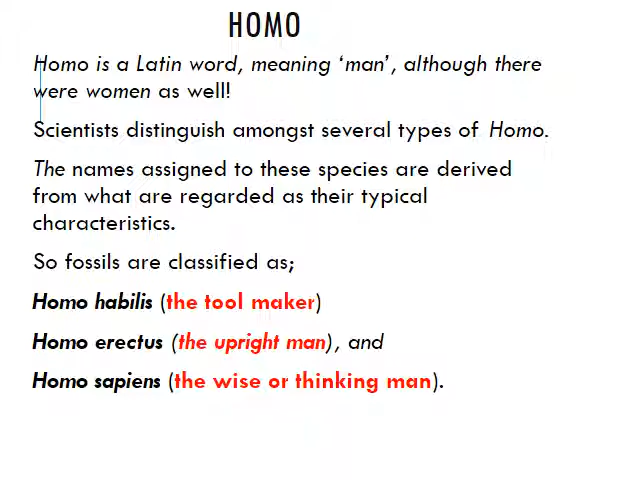 HOMO
Homo is a Latin word, meaning ‘man’, although there
were women as well!
Scientists distinguish amongst several types of Homo.
The names assigned to these species are derived
from what are regarded as their typical
characteristics.
So fossils are classified as;
Homo habilis (the tool maker)
Homo erectus (the upright man), and
Homo sapiens (the wise or thinking man).